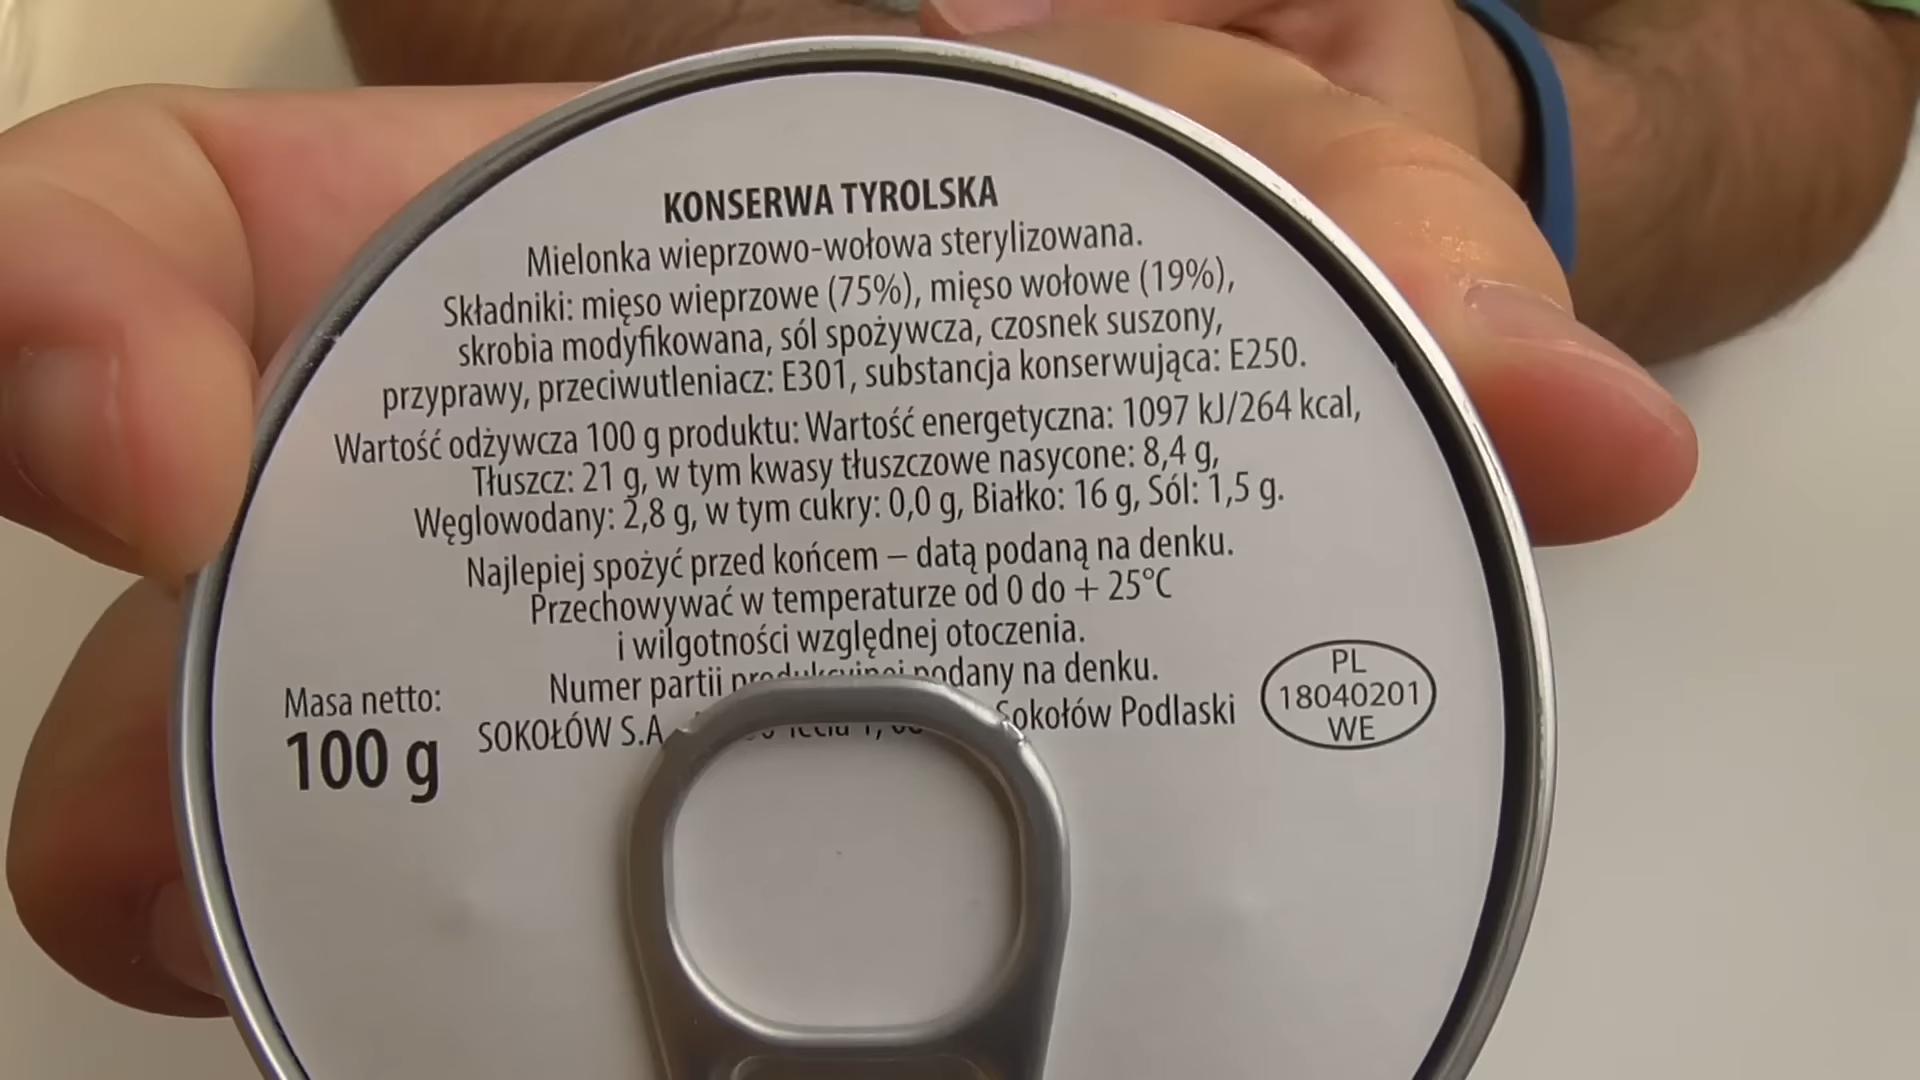 KONSERWA TYROLSKA
Mielonka wieprzowo-wołowa sterylizowana.
Składniki: mięso wieprzowe (75%), mięso wołowe (19%),
skrobia modyfikowana, sól spożywcza, czosnek suszony,
przyprawy, przeciwutleniacz: E301, substancja konserwująca: E250.
Wartość odżywcza 100 g produktu: Wartość energetyczna: 1097 kJ/264 kcal,
Tłuszcz: 21 g, w tym kwasy tłuszczowe nasycone: 8,4 g,
Węglowodany: 2,8 g, w tym cukry: 0,0 g, Białko: 16 g, Sól: 1,5 g.
Najlepiej spożyć przed końcem – datą podaną na denku.
Przechowywać w temperaturze od 0 do + 25°C
i wilgotności względnej otoczenia.
Numer partii produkcyjnej podany na denku.
SOKOŁÓW S.A Sokołów Podlaski
Masa netto:
100 g
PL
18040201
WE